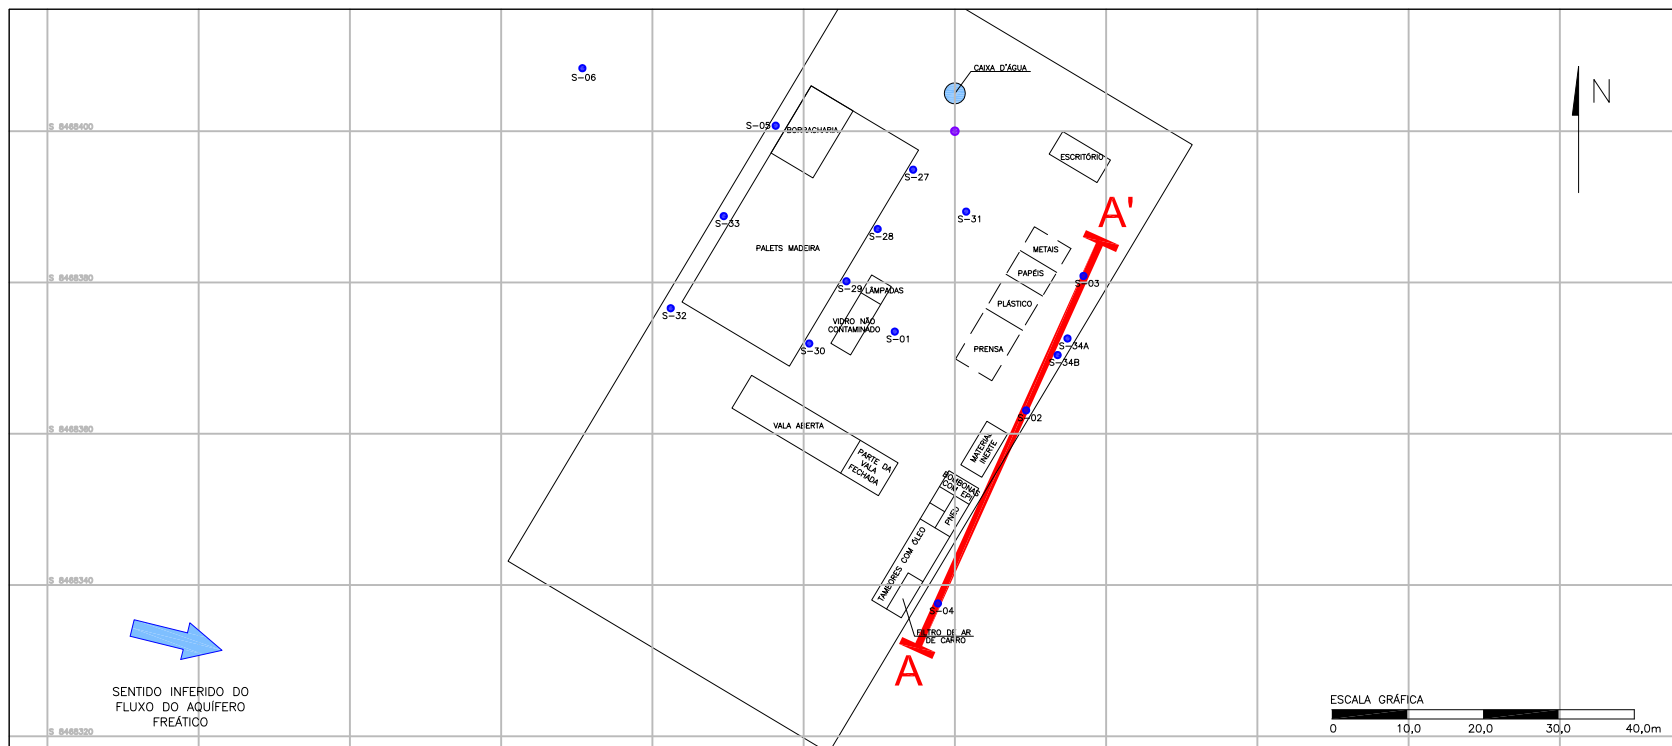 CAIXA D'ÁGUA
N
S-06
S-05
BORRACHARIA
S 8468400
ESCRITÓRIO
S-27
A'
S-33
S-31
S-28
PALETS MADEIRA
METAIS
PAPÉIS
S 8468380
S-03
S-29
LÂMPADAS
PLÁSTICO
S-32
VIDRO NÃO
CONTAMINADO
S-01
S-34A
S-30
PRENSA
S-34B
S-02
VALA ABERTA
S 8468360
MATERIAL
INERTE
PARTE DA
VALA
FECHADA
BOMBONAS
COM EPI
PNEU
TAMBORES COM ÓLEO
S 8468340
S-04
FILTRO DE AR
DE CARRO
A
SENTIDO INFERIDO DO
FLUXO DO AQUÍFERO
FREÁTICO
ESCALA GRÁFICA
0 10,0 20,0 30,0 40,0m
S 8468320